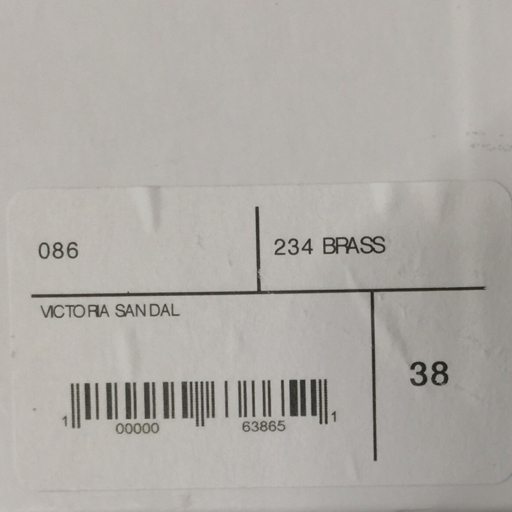 086
234 BRASS
VICTORIA SANDAL
38
1 00000 63865 1